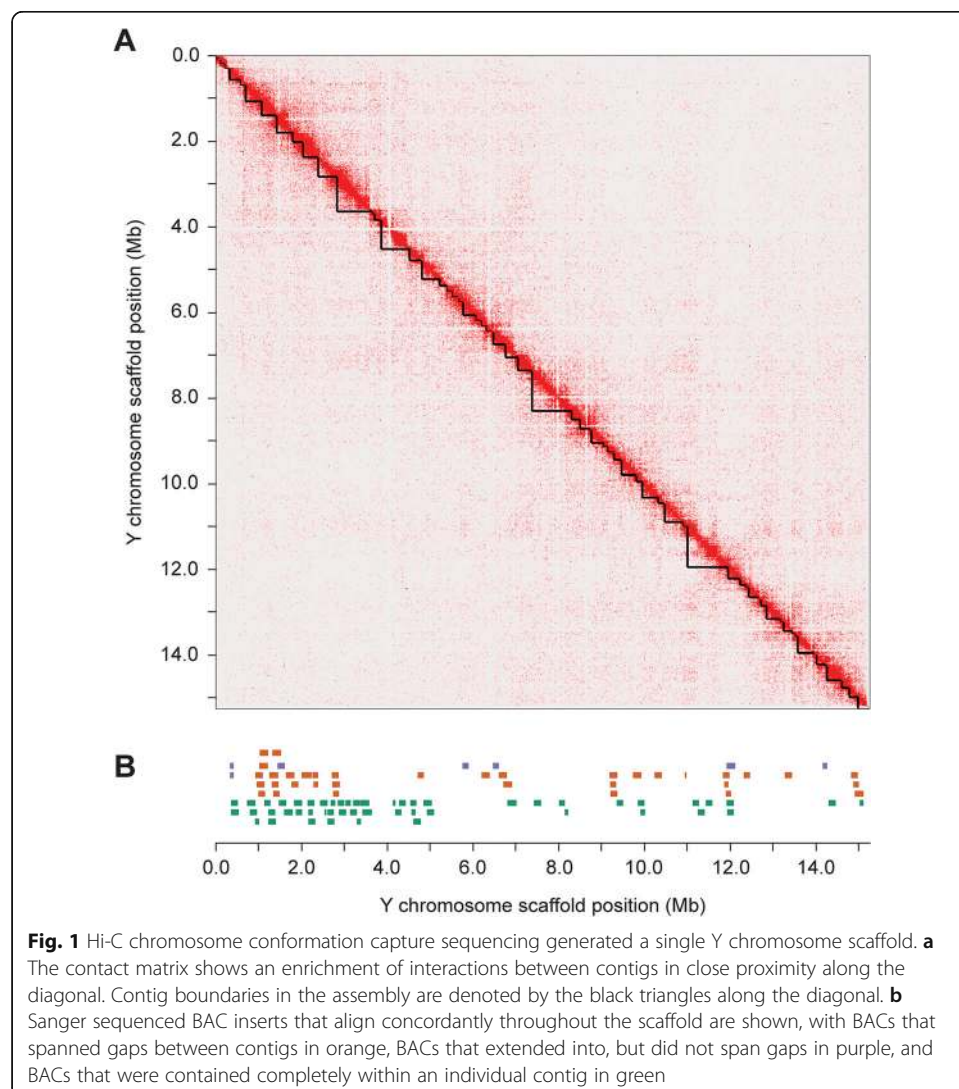 A
0.0
2.0
4.0
6.0
8.0
10.0
12.0
14.0
Y chromosome scaffold position (Mb)
B
0.0 2.0 4.0 6.0 8.0 10.0 12.0 14.0
Y chromosome scaffold position (Mb)
Fig. 1 Hi-C chromosome conformation capture sequencing generated a single Y chromosome scaffold. a
The contact matrix shows an enrichment of interactions between contigs in close proximity along the
diagonal. Contig boundaries in the assembly are denoted by the black triangles along the diagonal. b
Sanger sequenced BAC inserts that align concordantly throughout the scaffold are shown, with BACs that
spanned gaps between contigs in orange, BACs that extended into, but did not span gaps in purple, and
BACs that were contained completely within an individual contig in green